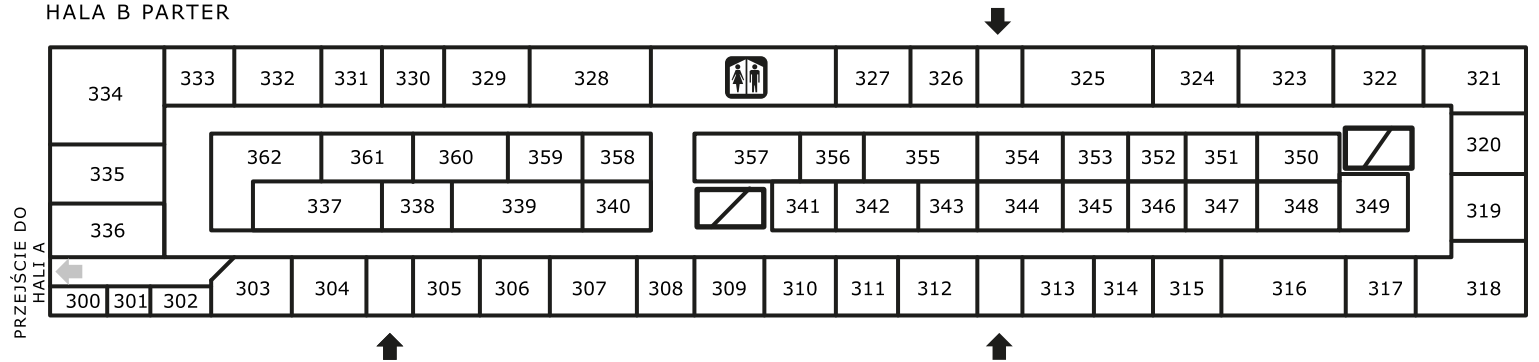 HALA B PARTER
333 332 331 330 329 328 327 326 325 324 323 322 321
334
362 361 360 359 358 357 356 355 354 353 352 351 350 320
335
337 338 339 340 341 342 343 344 345 346 347 348 349 319
336
PRZEJŚCIE DO
HALI A
303 304 305 306 307 308 309 310 311 312 313 314 315 316 317 318
300 301 302